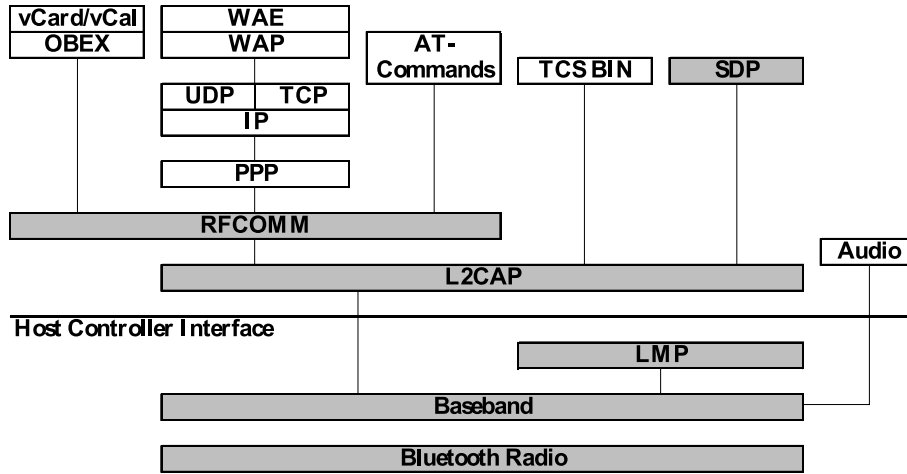 vCard/vCal
OBEX
WAE
WAP
AT-
Commands
TCS BIN
SDP
UDP
TCP
IP
PPP
RFCOMM
Audio
L2CAP
Host Controller Interface
LMP
Baseband
Bluetooth Radio